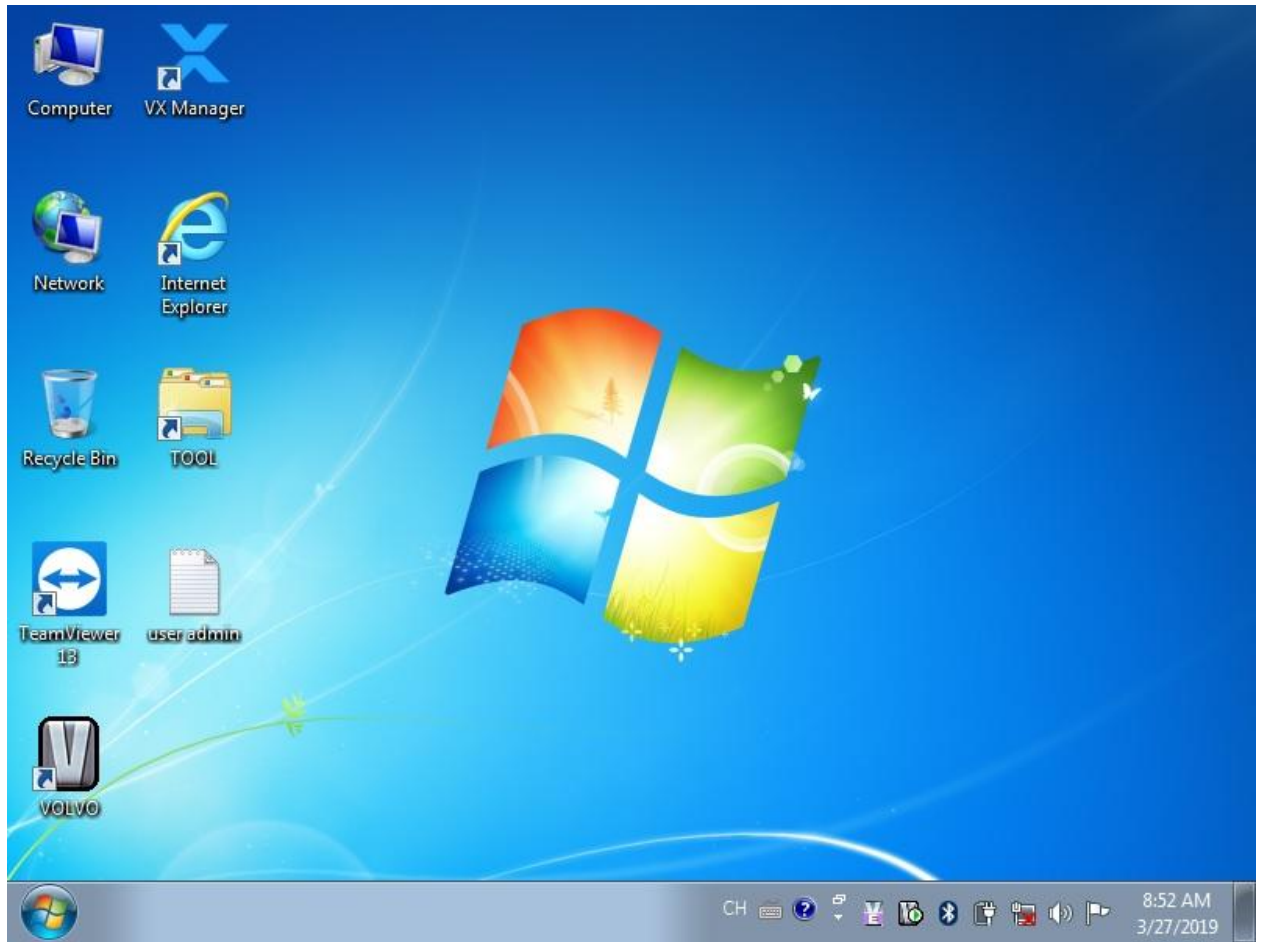 Computer
VX Manager
Network
Internet
Explorer
Recycle Bin
TOOL
TeamViewer
13
user admin
V
VOLVO
CH
8:52 AM
3/27/2019